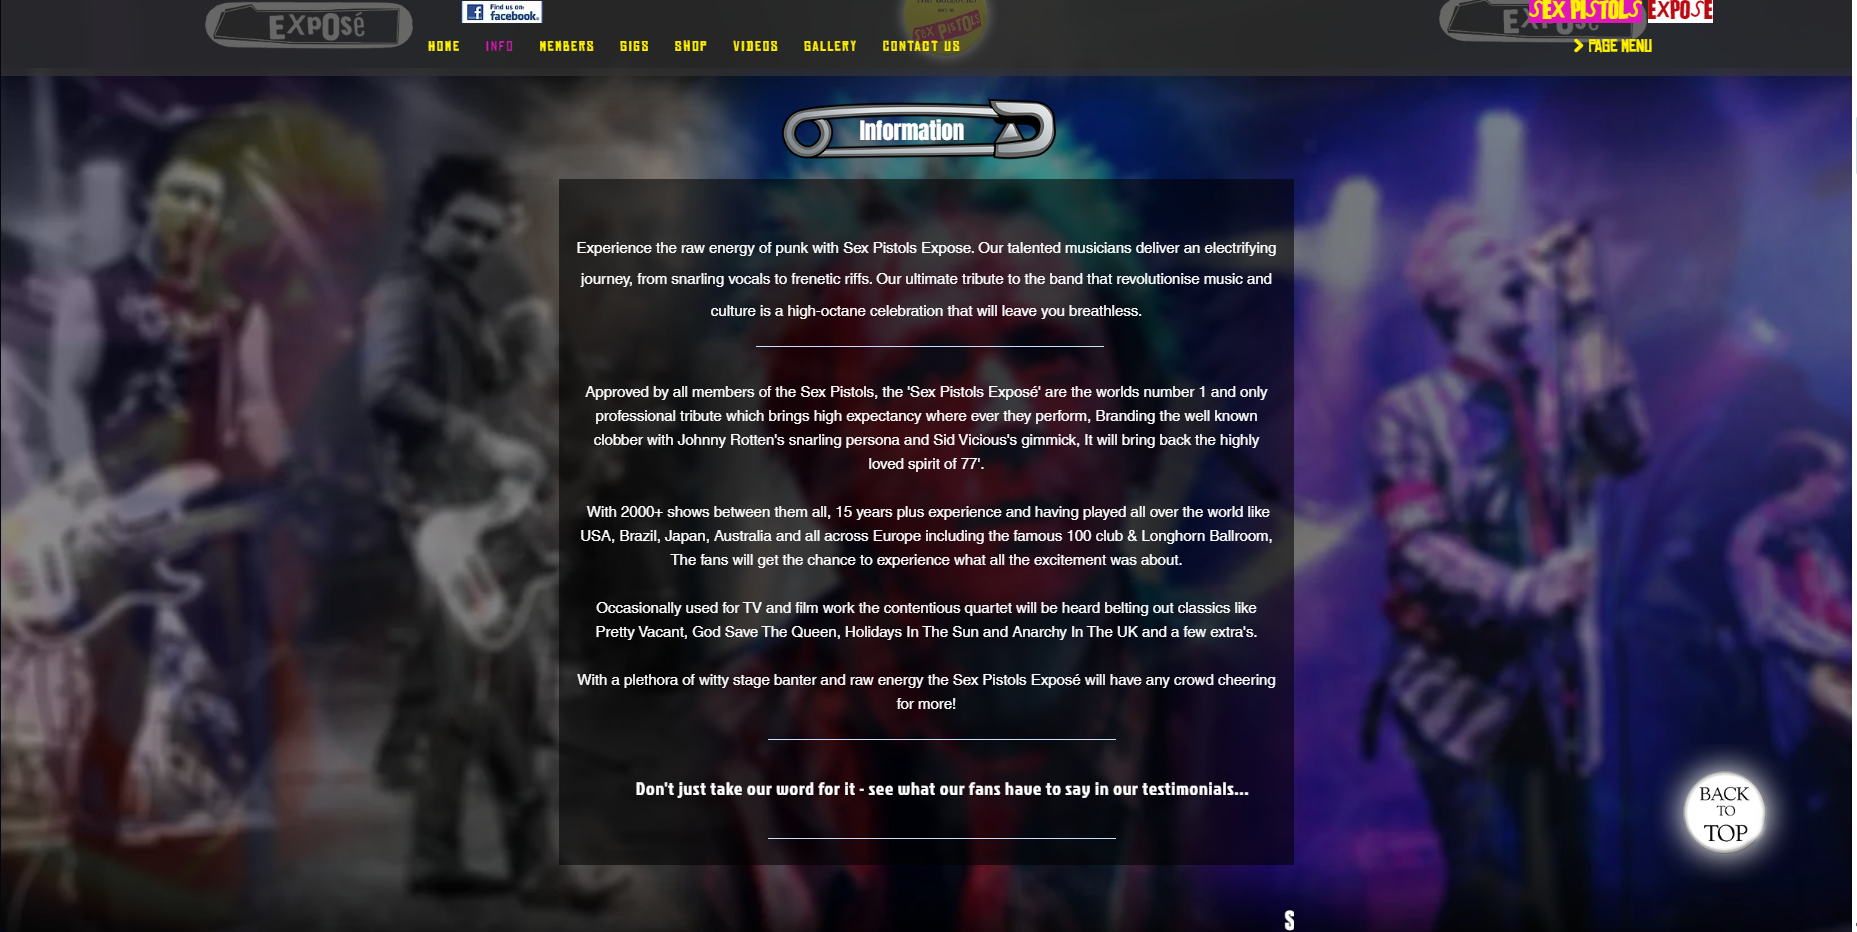 EXPOSé
Find us on:
facebook.
SEX PISTOLS
EXPOSé
SEX PISTOLS EXPOSE
HOME INFO MEMBERS GIGS SHOP VIDEOS GALLERY CONTACT US
PAGE MENU
Information
Experience the raw energy of punk with Sex Pistols Expose. Our talented musicians deliver an electrifying
journey, from snarling vocals to frenetic riffs. Our ultimate tribute to the band that revolutionise music and
culture is a high-octane celebration that will leave you breathless.
Approved by all members of the Sex Pistols, the 'Sex Pistols Exposé' are the worlds number 1 and only
professional tribute which brings high expectancy where ever they perform, Branding the well known
clobber with Johnny Rotten's snarling persona and Sid Vicious's gimmick, It will bring back the highly
loved spirit of 77'.
With 2000+ shows between them all, 15 years plus experience and having played all over the world like
USA, Brazil, Japan, Australia and all across Europe including the famous 100 club & Longhorn Ballroom,
The fans will get the chance to experience what all the excitement was about.
Occasionally used for TV and film work the contentious quartet will be heard belting out classics like
Pretty Vacant, God Save The Queen, Holidays In The Sun and Anarchy In The UK and a few extra's.
With a plethora of witty stage banter and raw energy the Sex Pistols Exposé will have any crowd cheering
for more!
Don't just take our word for it - see what our fans have to say in our testimonials...
BACK
TO
TOP
S